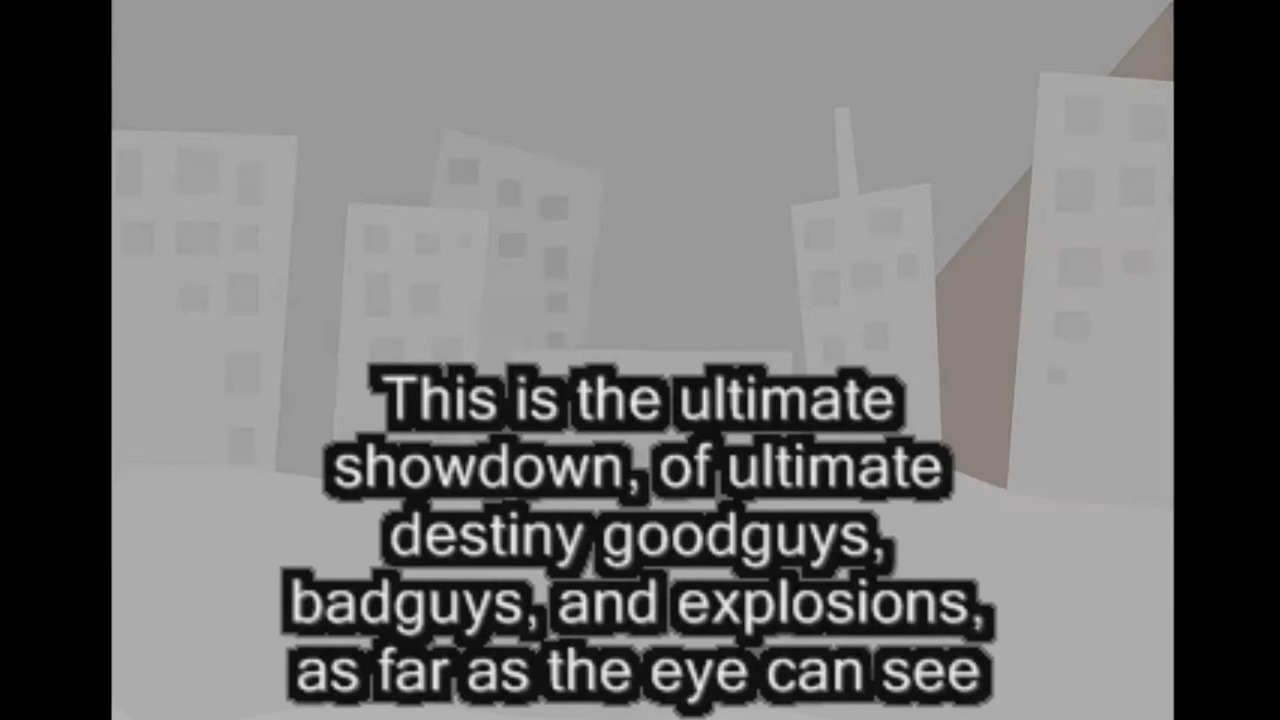 This is the ultimate
showdown, of ultimate
destiny goodguys,
badguys, and explosions,
as far as the eye can see